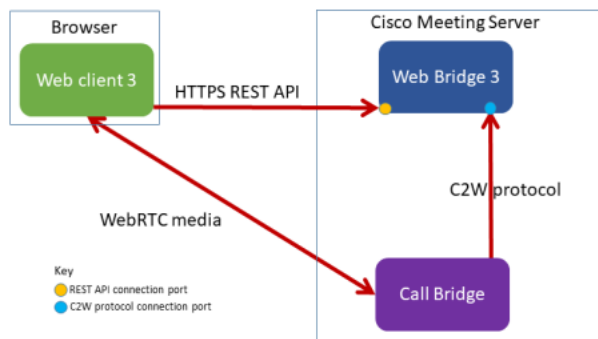 Browser
Cisco Meeting Server
Web client 3
Web Bridge 3
HTTPS REST API
C2W protocol
WebRTC media
Key
REST API connection port
C2W protocol connection port
Call Bridge